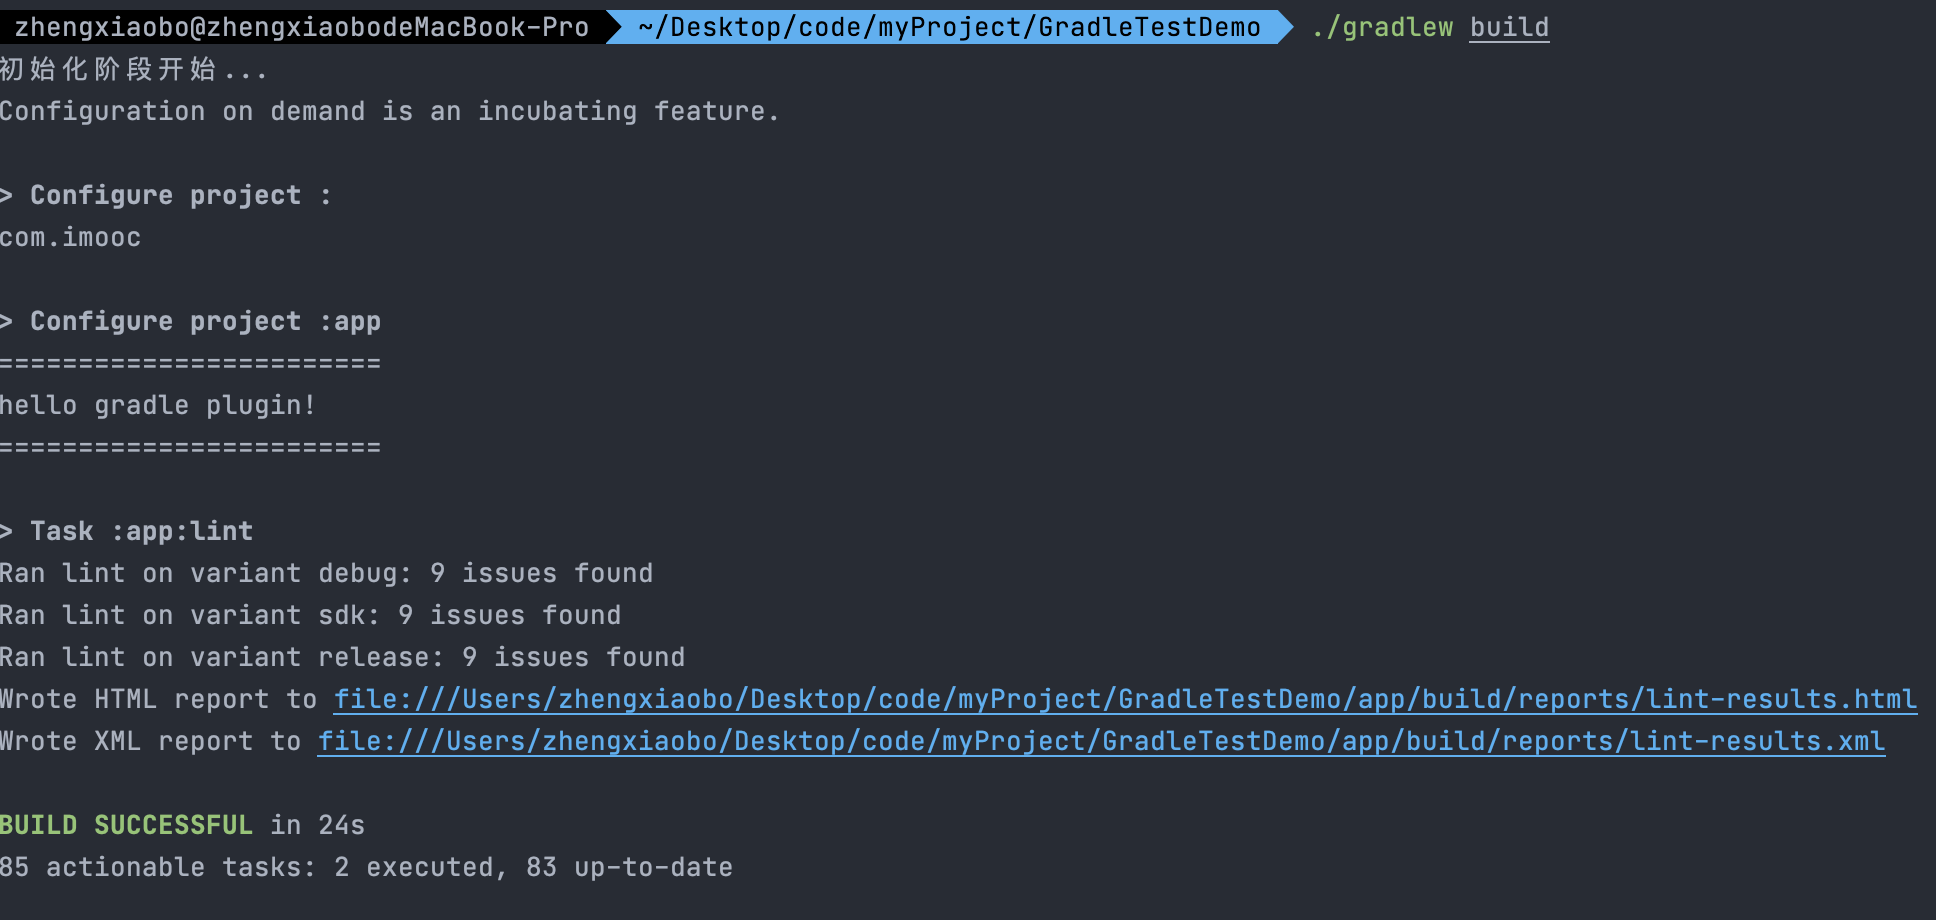 zhengxiaobo@zhengxiaobodeMacBook-Pro ~/Desktop/code/myProject/GradleTestDemo ./gradlew build
初始化阶段开始...
Configuration on demand is an incubating feature.
> Configure project :
com.imooc
> Configure project :app
========================
hello gradle plugin!
========================
> Task :app:lint
Ran lint on variant debug: 9 issues found
Ran lint on variant sdk: 9 issues found
Ran lint on variant release: 9 issues found
Wrote HTML report to file:///Users/zhengxiaobo/Desktop/code/myProject/GradleTestDemo/app/build/reports/lint-results.html
Wrote XML report to file:///Users/zhengxiaobo/Desktop/code/myProject/GradleTestDemo/app/build/reports/lint-results.xml
BUILD SUCCESSFUL in 24s
85 actionable tasks: 2 executed, 83 up-to-date